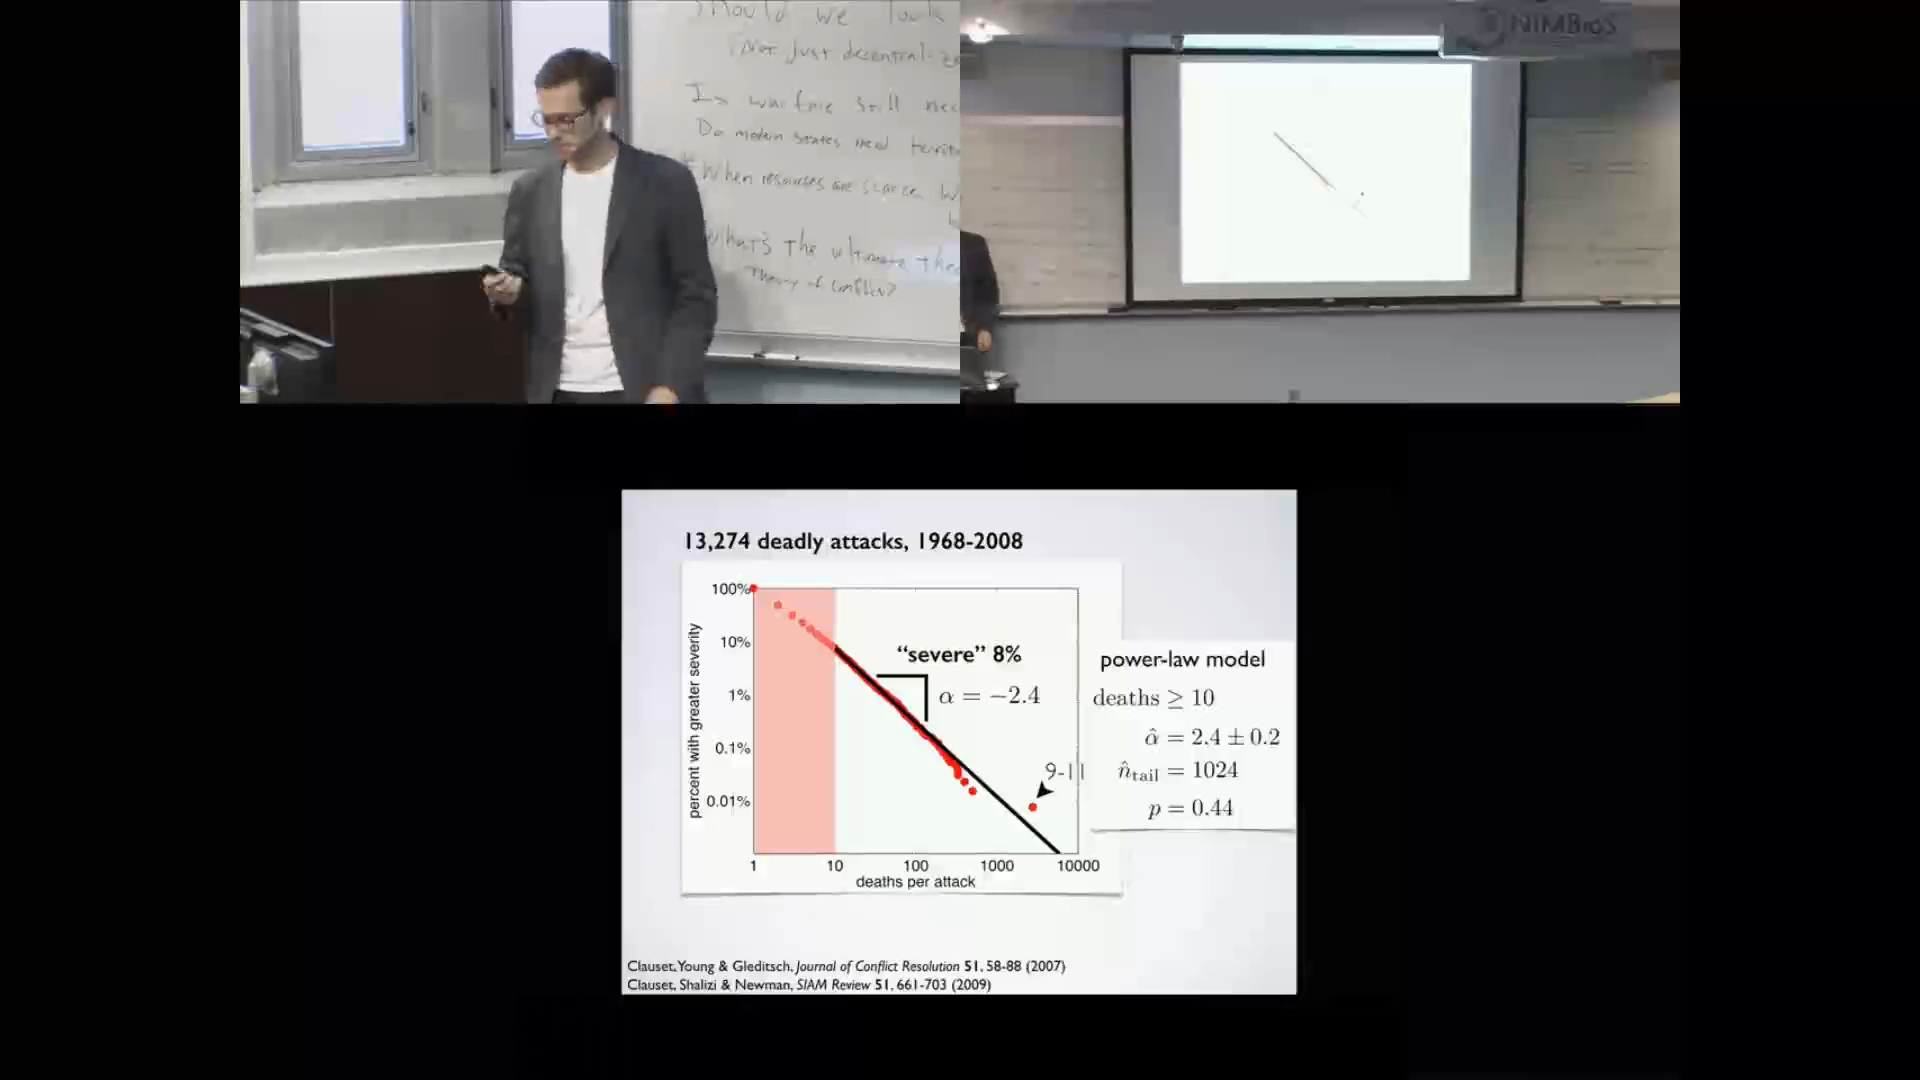 Should we look
(Not just decentral-
Is warfare still nec
Do modern states need
When resources are scarce
What's the ultimate the
Theory of Conflict?
NIMBioS
13,274 deadly attacks, 1968-2008
100%
10%
1%
0.1%
0.01%
percent with greater severity
“severe” 8%
α = −2.4
9-11
1 10 100 1000 10000
deaths per attack
power-law model
deaths ≥ 10
α̂ = 2.4 ± 0.2
n̂tail = 1024
p = 0.44
Clauset, Young & Gleditsch, Journal of Conflict Resolution 51, 58-88 (2007)
Clauset, Shalizi & Newman, SIAM Review 51, 661-703 (2009)